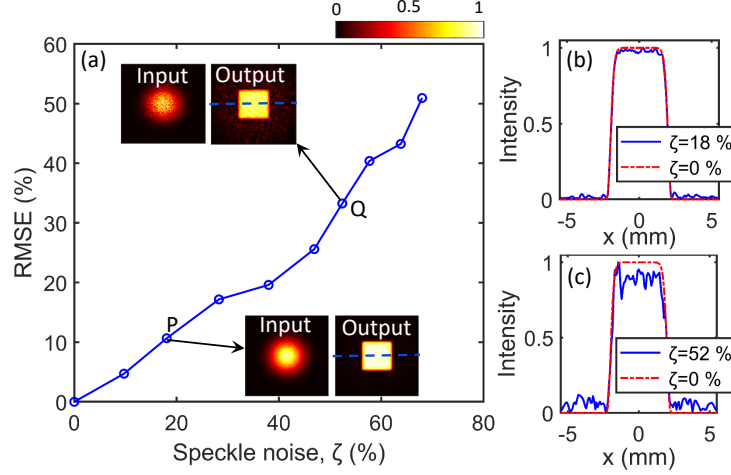 0 0.5 1
(a)
Input Output
Q
P
Input Output
RMSE (%)
60
50
40
30
20
10
0
0 20 40 60 80
Speckle noise, ζ (%)
(b)
Intensity
1
0.5
0
ζ=18 %
ζ=0 %
-5 0 5
x (mm)
(c)
Intensity
1
0.5
0
ζ=52 %
ζ=0 %
-5 0 5
x (mm)